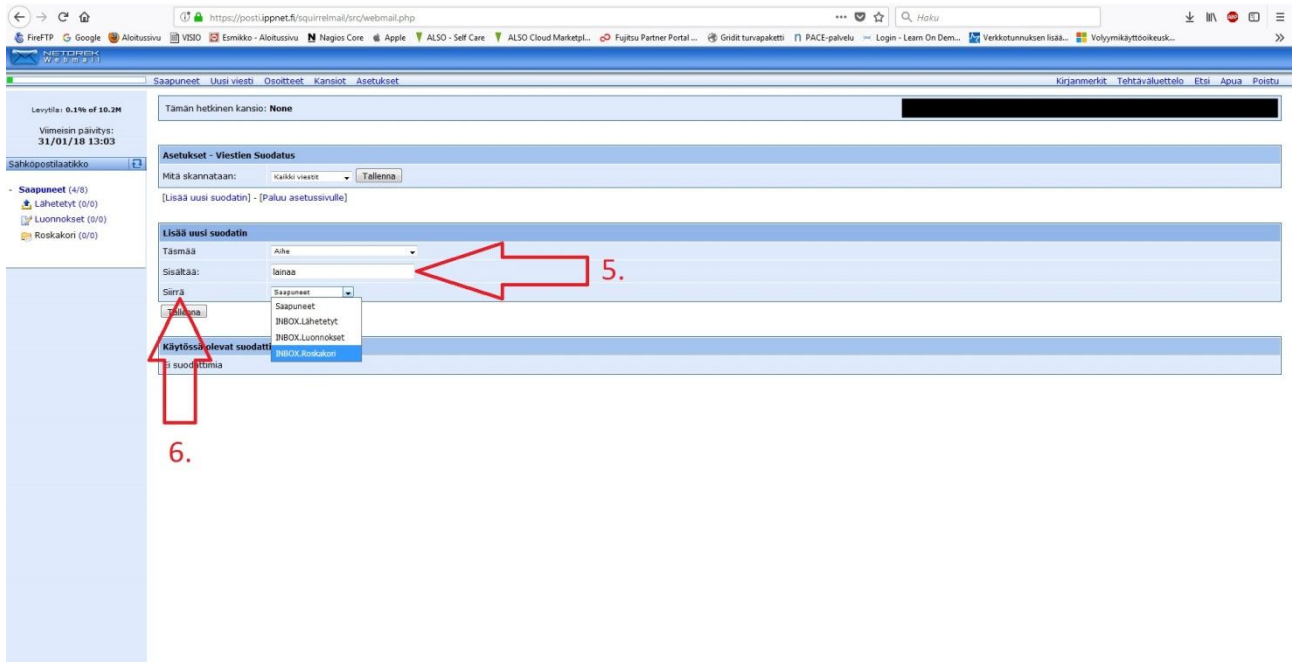 https://posti.ippnet.fi/squirrelmail/src/webmail.php
Haku
FireFTP Google Aloitussivu VISIO Esmikko - Aloitussivu Nagios Core Apple ALSO - Self Care ALSO Cloud Marketpl... Fujitsu Partner Portal ... Gridit turvapaketti PACE-palvelu Login - Learn On Dem... Verkkotunnuksen lisää... Volyymikäyttöoikeusk...
NETOREK
Webmail
Saapuneet Uusi viesti Osoitteet Kansiot Asetukset
Kirjanmerkit Tehtäväluettelo Etsi Apua Poistu
Levytila: 0.1% of 10.2M
Viimeisin päivitys:
31/01/18 13:03
Sähköpostilaatikko
- Saapuneet (4/8)
Lähetetyt (0/0)
Luonnokset (0/0)
Roskakori (0/0)
Tämän hetkinen kansio: None
Asetukset - Viestien Suodatus
Mitä skannataan: Kaikki viestit Tallenna
[Lisää uusi suodatin] - [Paluu asetussivulle]
Lisää uusi suodatin
Täsmää Aihe
Sisältää: lainaa
5.
Siirrä Saapuneet
Saapuneet
Tallenna
INBOX.Lähetetyt
INBOX.Luonnokset
INBOX.Roskakori
Käytössä olevat
Ei suodattimia
6.